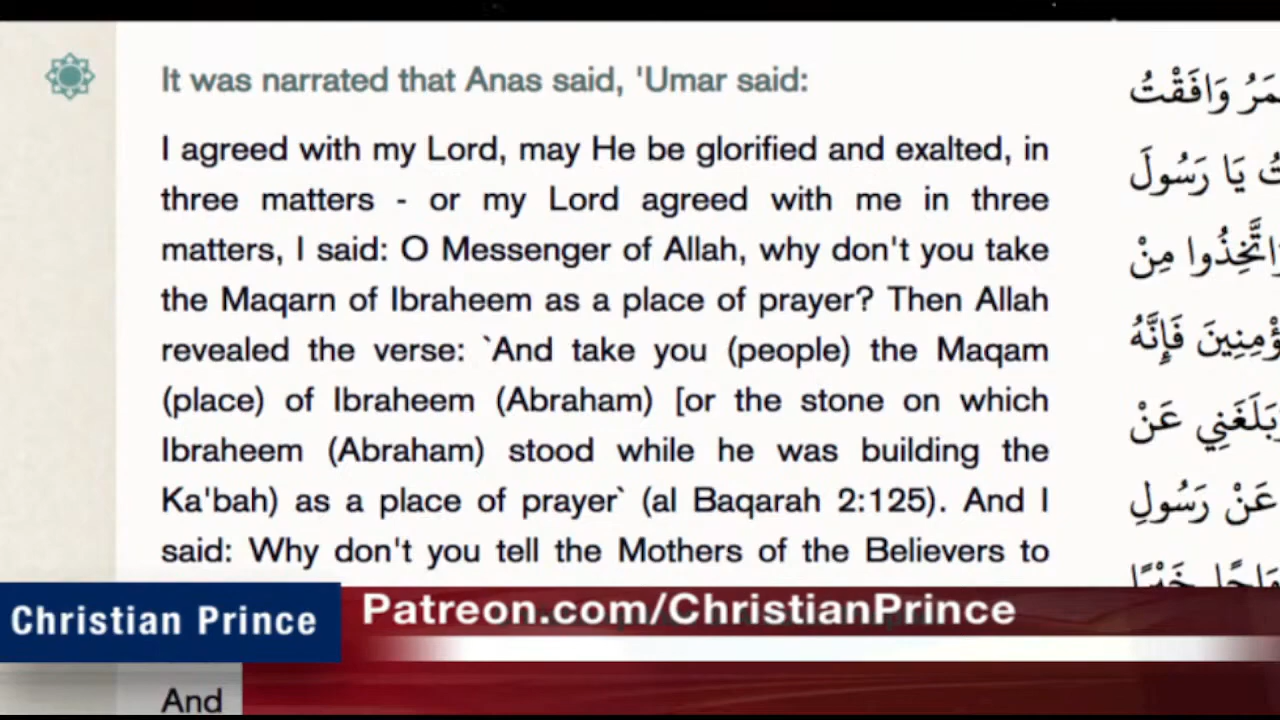 It was narrated that Anas said, 'Umar said:
I agreed with my Lord, may He be glorified and exalted, in
three matters - or my Lord agreed with me in three
matters, I said: O Messenger of Allah, why don't you take
the Maqarn of Ibraheem as a place of prayer? Then Allah
revealed the verse: `And take you (people) the Maqam
(place) of Ibraheem (Abraham) [or the stone on which
Ibraheem (Abraham) stood while he was building the
Ka'bah) as a place of prayer` (al Baqarah 2:125). And I
said: Why don't you tell the Mothers of the Believers to
And
وَافَقْتُ
يَا رَسُولَ
مِنْ
فَإِنَّهُ
عَنْ
عَنْ رَسُولِ
Christian Prince
Patreon.com/ChristianPrince